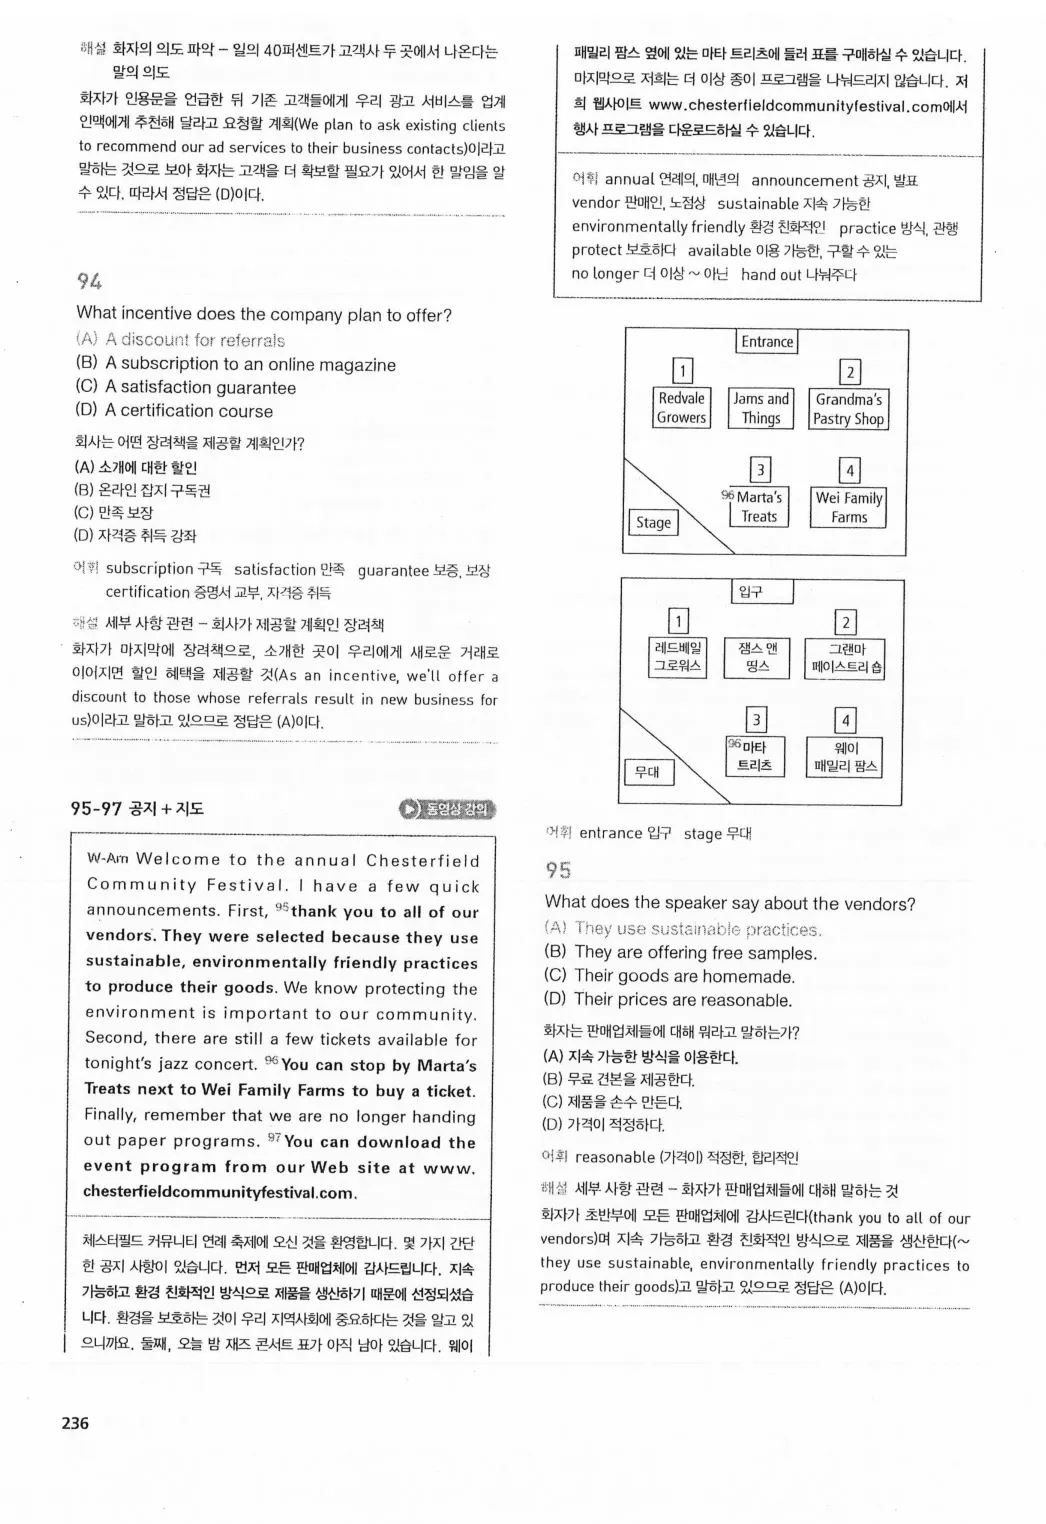 해설 화자의 의도 파악 – 일의 40퍼센트가 고객사 두 곳에서 나온다는
말의 의도
화자가 인용문을 언급한 뒤 기존 고객들에게 우리 광고 서비스를 업계
인맥에게 추천해 달라고 요청할 계획(We plan to ask existing clients
to recommend our ad services to their business contacts)이라고
말하는 것으로 보아 화자는 고객을 더 확보할 필요가 있어서 한 말임을 알
수 있다. 따라서 정답은 (D)이다.
94
What incentive does the company plan to offer?
(A) A discount for referrals
(B) A subscription to an online magazine
(C) A satisfaction guarantee
(D) A certification course
회사는 어떤 장려책을 제공할 계획인가?
(A) 소개에 대한 할인
(B) 온라인 잡지 구독권
(C) 만족 보장
(D) 자격증 취득 강좌
어휘 subscription 구독 satisfaction 만족 guarantee 보증, 보장
certification 증명서 교부, 자격증 취득
해설 세부 사항 관련 – 회사가 제공할 계획인 장려책
화자가 마지막에 장려책으로, 소개한 곳이 우리에게 새로운 거래로
이어지면 할인 혜택을 제공할 것(As an incentive, we'll offer a
discount to those whose referrals result in new business for
us)이라고 말하고 있으므로 정답은 (A)이다.
95-97 공지 + 지도
동영상 강의
W-Am Welcome to the annual Chesterfield
Community Festival. I have a few quick
announcements. First, 95thank you to all of our
vendors. They were selected because they use
sustainable, environmentally friendly practices
to produce their goods. We know protecting the
environment is important to our community.
Second, there are still a few tickets available for
tonight's jazz concert. 96You can stop by Marta's
Treats next to Wei Family Farms to buy a ticket.
Finally, remember that we are no longer handing
out paper programs. 97You can download the
event program from our Web site at www.
chesterfieldcommunityfestival.com.
체스터필드 커뮤니티 연례 축제에 오신 것을 환영합니다. 몇 가지 간단
한 공지 사항이 있습니다. 먼저 모든 판매업체에 감사드립니다. 지속
가능하고 환경 친화적인 방식으로 제품을 생산하기 때문에 선정되셨습
니다. 환경을 보호하는 것이 우리 지역사회에 중요하다는 것을 알고 있
으니까요. 둘째, 오늘 밤 재즈 콘서트 표가 아직 남아 있습니다. 웨이
236
패밀리 팜스 옆에 있는 마타 트리츠에 들러 표를 구매하실 수 있습니다.
마지막으로 저희는 더 이상 종이 프로그램을 나눠드리지 않습니다. 저
희 웹사이트 www.chesterfieldcommunityfestival.com에서
행사 프로그램을 다운로드하실 수 있습니다.
어휘 annual 연례의, 매년의 announcement 공지, 발표
vendor 판매인, 노점상 sustainable 지속 가능한
environmentally friendly 환경 친화적인 practice 방식, 관행
protect 보호하다 available 이용 가능한, 구할 수 있는
no longer 더 이상 ~ 아닌 hand out 나눠주다
Entrance
1
2
Redvale
Growers
Jams and
Things
Grandma's
Pastry Shop
3
4
96 Marta's
Treats
Wei Family
Farms
Stage
입구
1
2
레드베일
그로워스
잼스 앤
띵스
그랜마
페이스트리 숍
3
4
96 마타
트리츠
웨이
패밀리 팜스
무대
어휘 entrance 입구 stage 무대
95
What does the speaker say about the vendors?
(A) They use sustainable practices.
(B) They are offering free samples.
(C) Their goods are homemade.
(D) Their prices are reasonable.
화자는 판매업체들에 대해 뭐라고 말하는가?
(A) 지속 가능한 방식을 이용한다.
(B) 무료 견본을 제공한다.
(C) 제품을 손수 만든다.
(D) 가격이 적정하다.
어휘 reasonable (가격이) 적정한, 합리적인
해설 세부 사항 관련 – 화자가 판매업체들에 대해 말하는 것
화자가 초반부에 모든 판매업체에 감사드린다(thank you to all of our
vendors)며 지속 가능하고 환경 친화적인 방식으로 제품을 생산한다(~
they use sustainable, environmentally friendly practices to
produce their goods)고 말하고 있으므로 정답은 (A)이다.